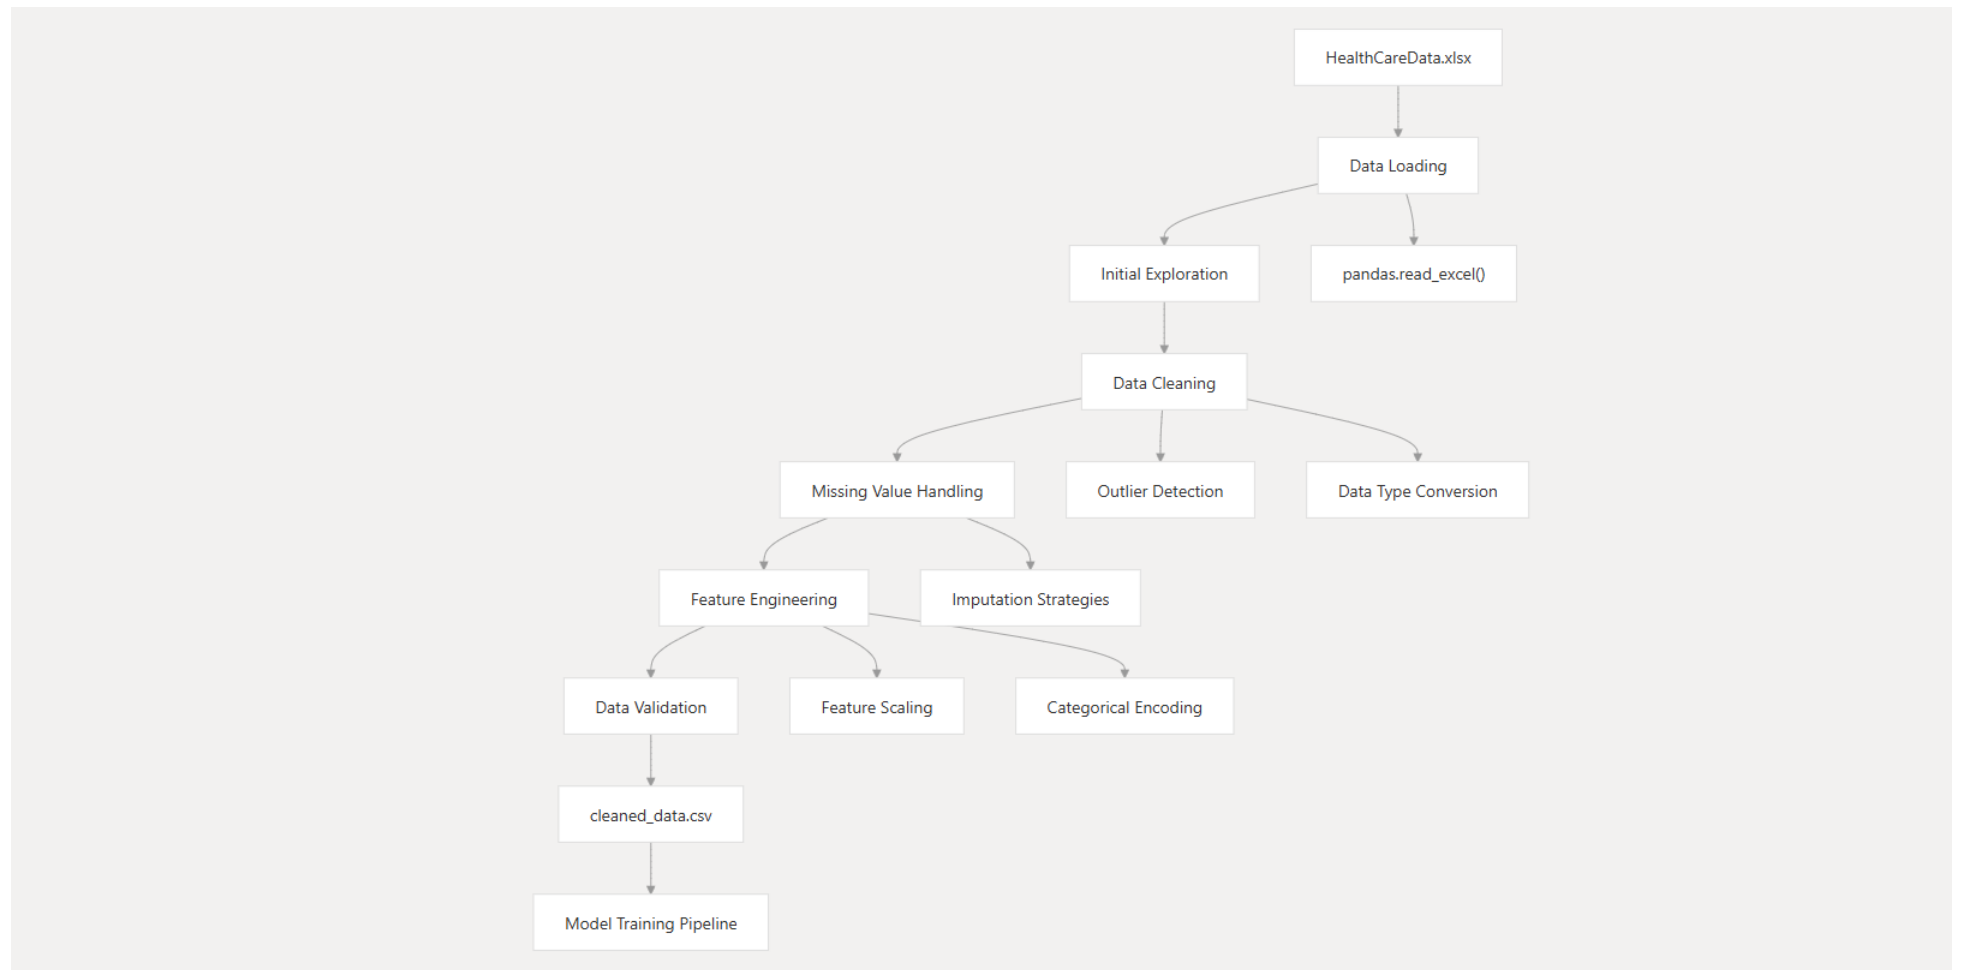 HealthCareData.xlsx
Data Loading
Initial Exploration
pandas.read_excel()
Data Cleaning
Missing Value Handling
Outlier Detection
Data Type Conversion
Feature Engineering
Imputation Strategies
Data Validation
Feature Scaling
Categorical Encoding
cleaned_data.csv
Model Training Pipeline